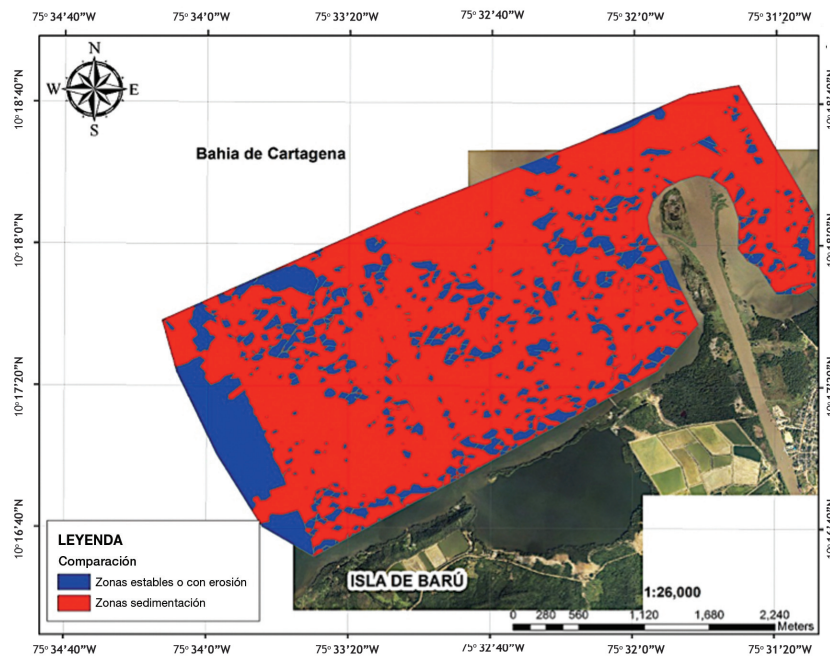 75°34'40"W 75°34'0"W 75°33'20"W 75°32'40"W 75°32'0"W 75°31'20"W
N
W E
S
10°18'40"N
Bahia de Cartagena
10°18'0"N
10°17'20"N
10°16'40"N
LEYENDA
Comparación
Zonas estables o con erosión
Zonas sedimentación
ISLA DE BARÚ
1:26,000
0 280 560 1,120 1,680 2,240
Meters
75°34'40"W 75°34'0"W 75°33'20"W 75°32'40"W 75°32'0"W 75°31'20"W